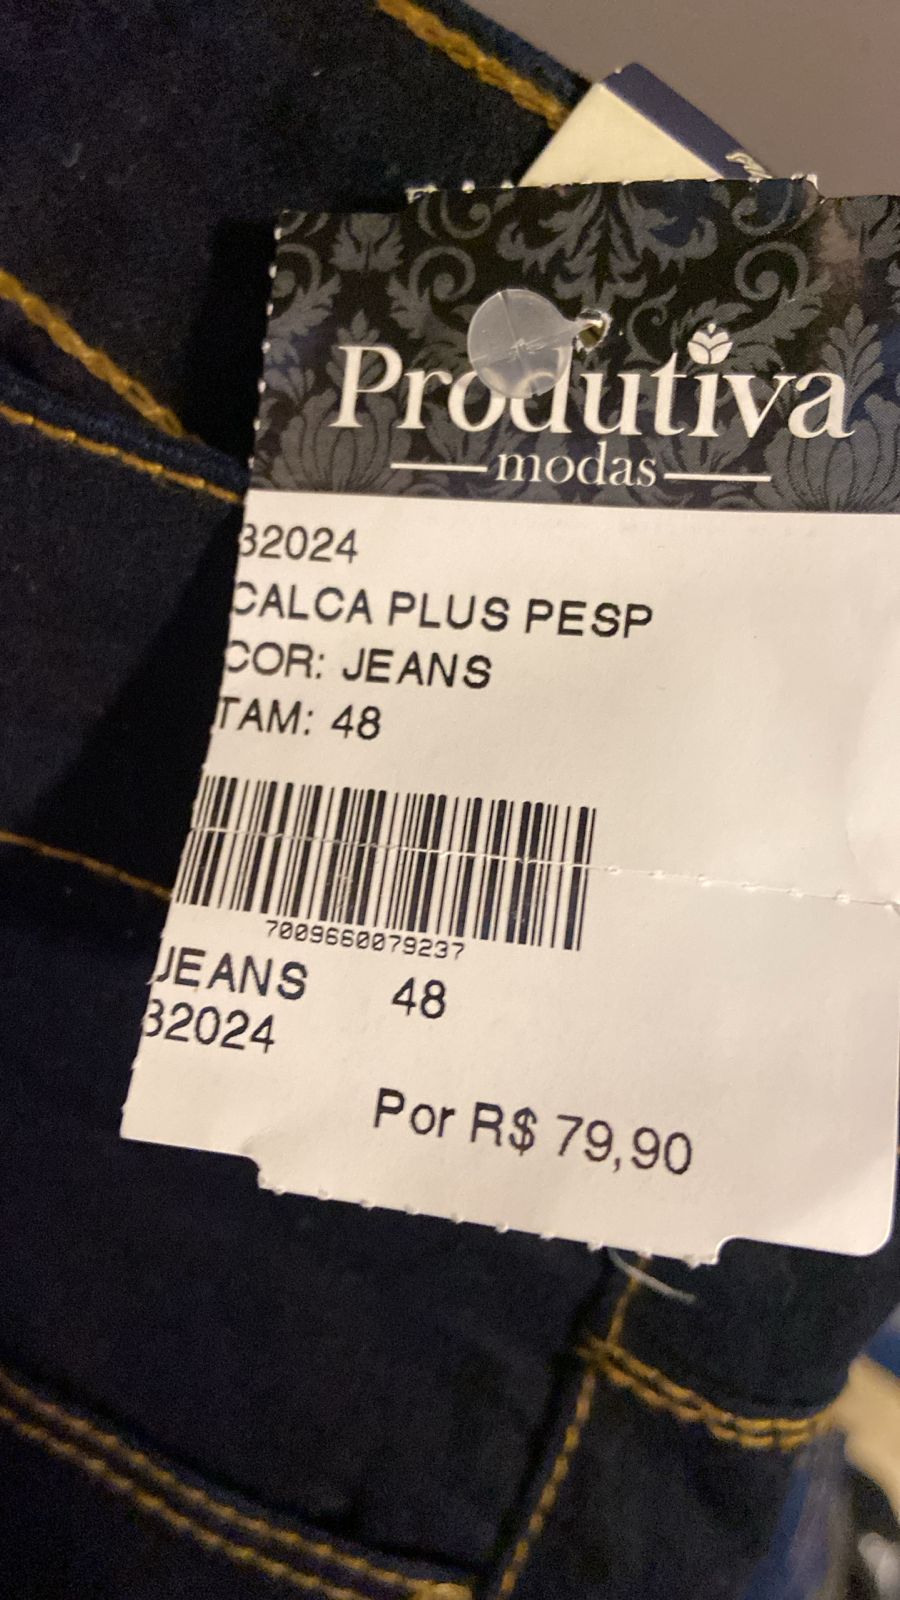 Produtiva
modas
32024
CALCA PLUS PESP
COR: JEANS
TAM: 48
7009660079237
JEANS 48
32024
Por R$ 79,90